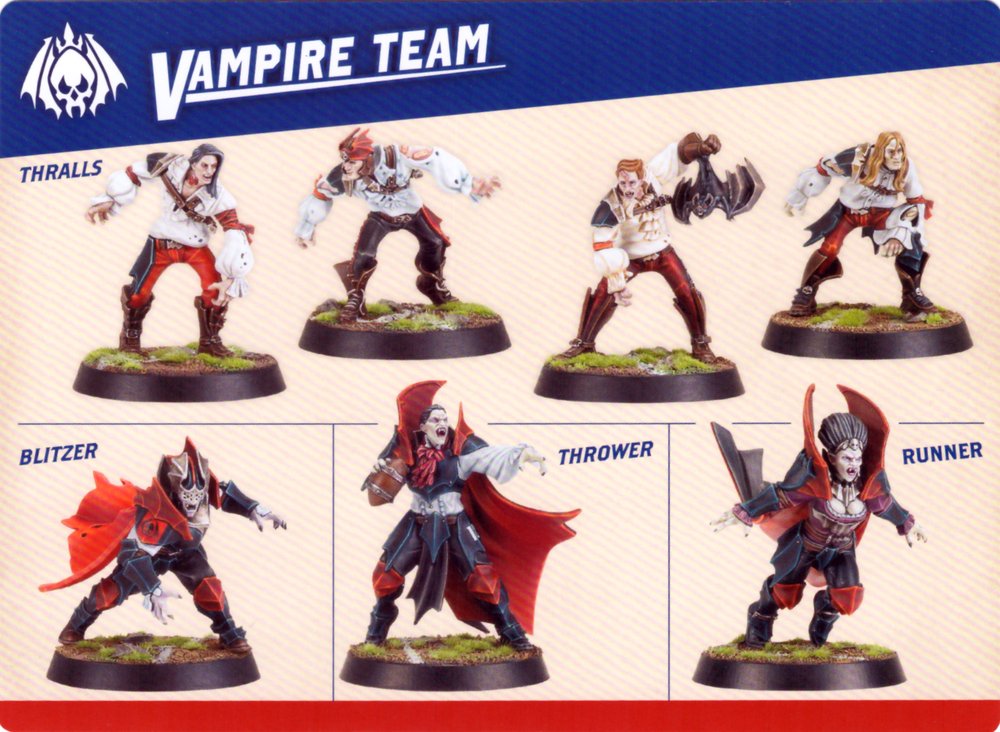 VAMPIRE TEAM
THRALLS
BLITZER
THROWER
RUNNER